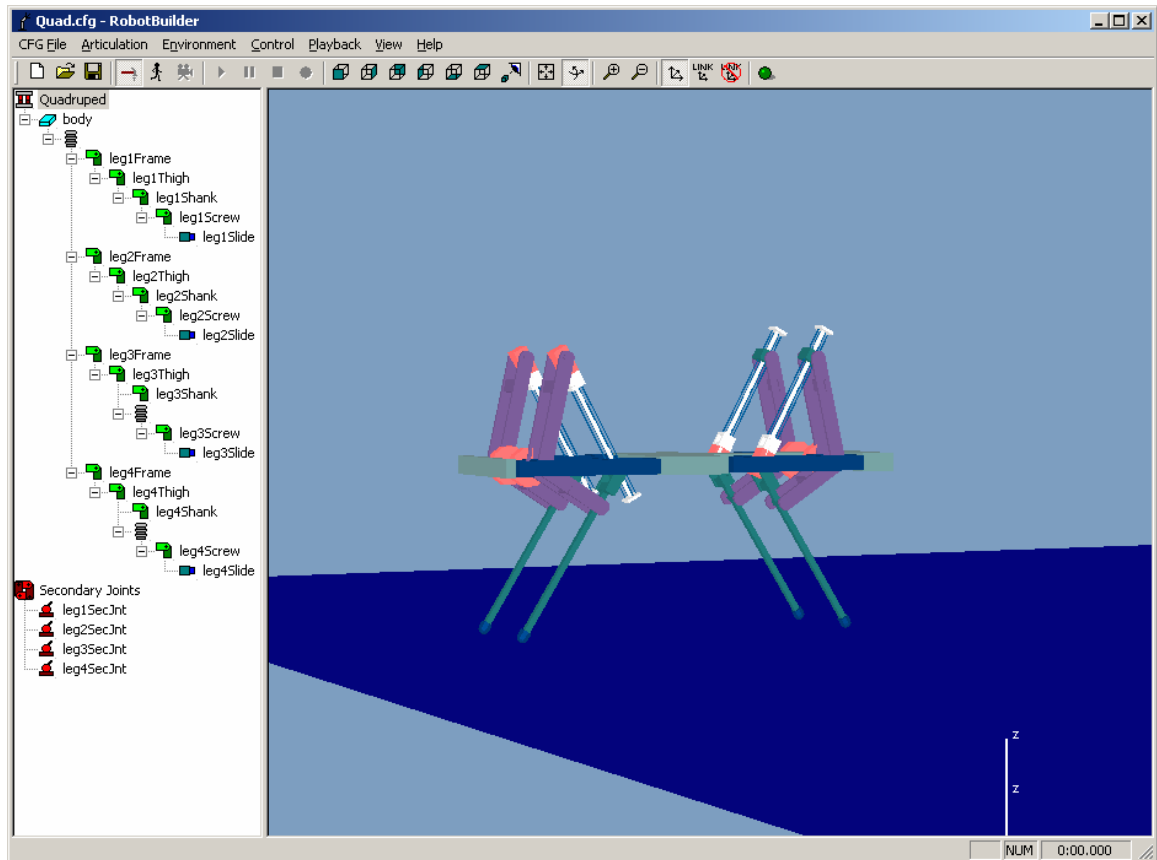 Quad.cfg - RobotBuilder
CFG File Articulation Environment Control Playback View Help
LINK LINK
Quadruped
body
leg1Frame
leg1Thigh
leg1Shank
leg1Screw
leg1Slide
leg2Frame
leg2Thigh
leg2Shank
leg2Screw
leg2Slide
leg3Frame
leg3Thigh
leg3Shank
leg3Screw
leg3Slide
leg4Frame
leg4Thigh
leg4Shank
leg4Screw
leg4Slide
Secondary Joints
leg1SecJnt
leg2SecJnt
leg3SecJnt
leg4SecJnt
z
z
NUM 0:00.000